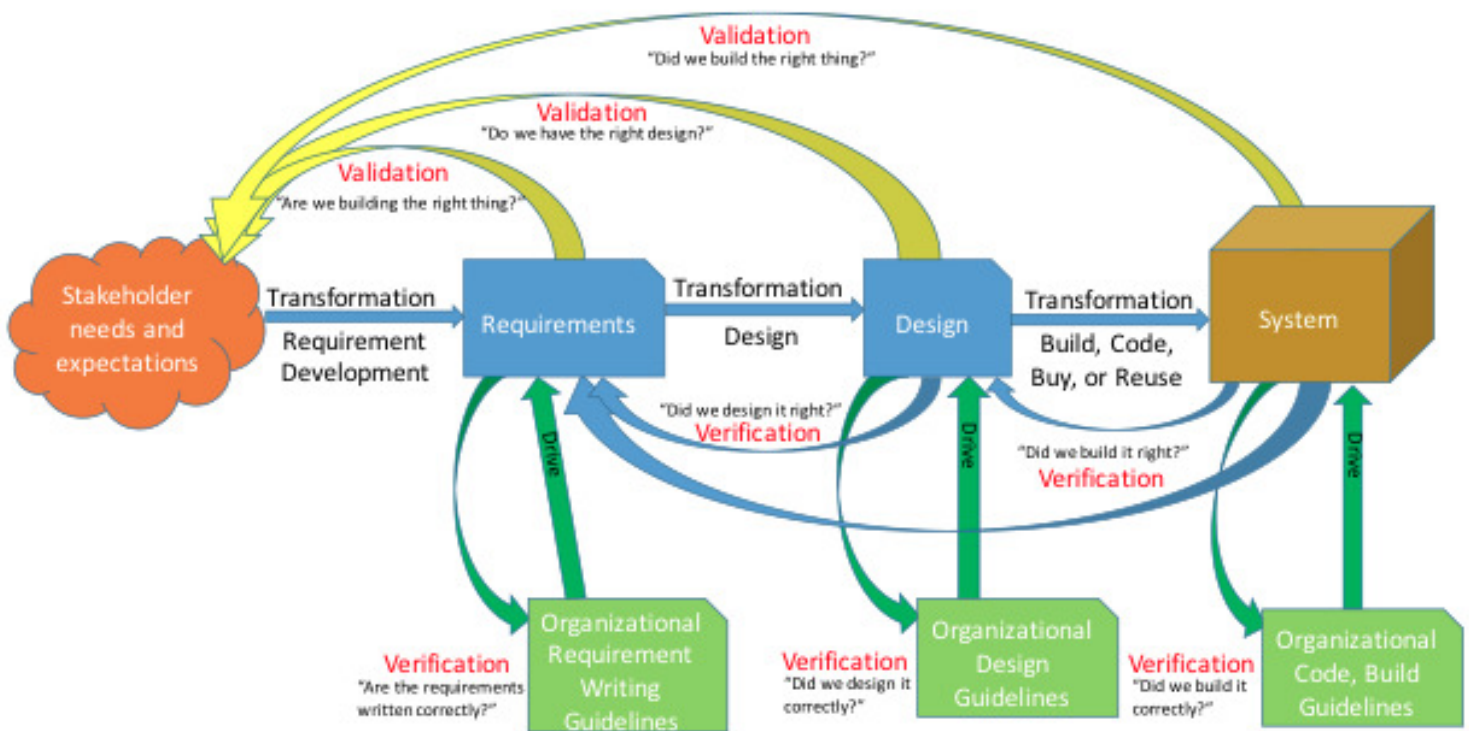 Validation
"Did we build the right thing?"
Validation
"Do we have the right design?"
Validation
"Are we building the right thing?"
Stakeholder
needs and
expectations
Transformation
Requirement
Development
Requirements
Transformation
Design
Design
Transformation
Build, Code,
Buy, or Reuse
System
"Did we design it right?"
Verification
"Did we build it right?"
Verification
Drive
Drive
Drive
Verification
"Are the requirements
written correctly?"
Organizational
Requirement
Writing
Guidelines
Verification
"Did we design it
correctly?"
Organizational
Design
Guidelines
Verification
"Did we build it
correctly?"
Organizational
Code, Build
Guidelines